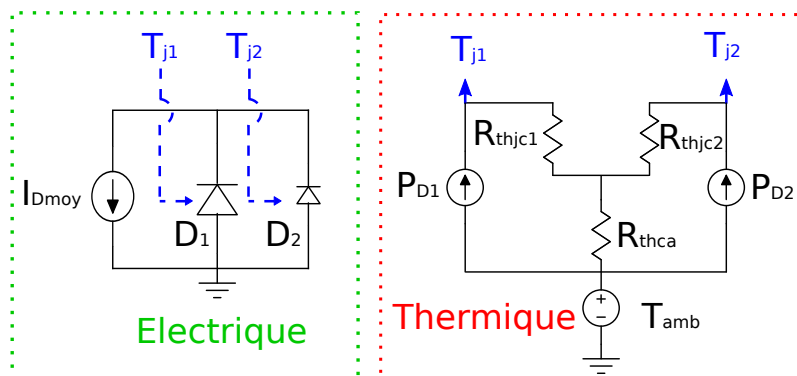 Tj1 Tj2
IDmoy
D1 D2
Electrique
Tj1 Tj2
Rthjc1 Rthjc2
PD1 PD2
Rthca
Thermique
+
−
Tamb